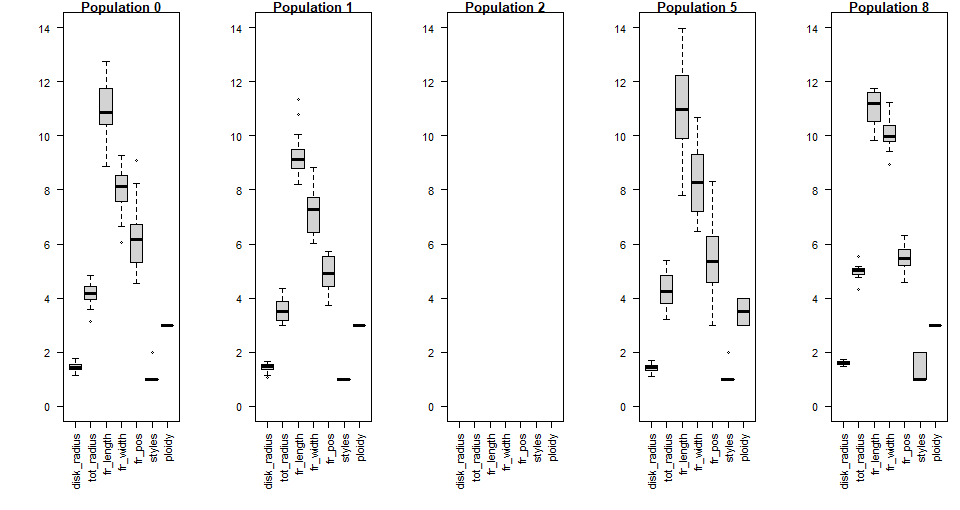 Population 0
14
12
10
8
6
4
2
0
disk_radius
tot_radius
fr_length
fr_width
fr_pos
styles
ploidy
Population 1
14
12
10
8
6
4
2
0
disk_radius
tot_radius
fr_length
fr_width
fr_pos
styles
ploidy
Population 2
14
12
10
8
6
4
2
0
disk_radius
tot_radius
fr_length
fr_width
fr_pos
styles
ploidy
Population 5
14
12
10
8
6
4
2
0
disk_radius
tot_radius
fr_length
fr_width
fr_pos
styles
ploidy
Population 8
14
12
10
8
6
4
2
0
disk_radius
tot_radius
fr_length
fr_width
fr_pos
styles
ploidy